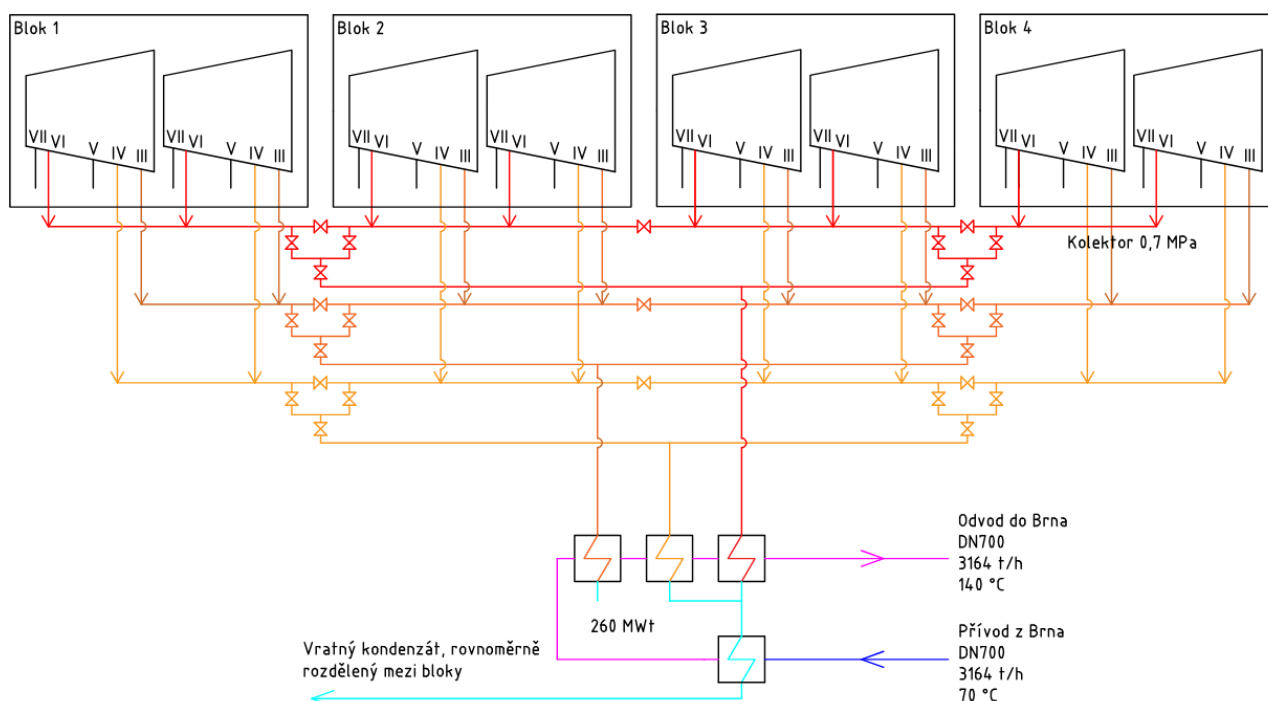 Blok 1
Blok 2
Blok 3
Blok 4
VII VI V IV III
VII VI V IV III
VII VI V IV III
VII VI V IV III
VII VI V IV III
VII VI V IV III
VII VI V IV III
VII VI V IV III
Kolektor 0,7 MPa
Odvod do Brna
DN700
3164 t/h
140 °C
260 MWt
Přívod z Brna
DN700
3164 t/h
70 °C
Vratný kondenzát, rovnoměrně
rozdělený mezi bloky